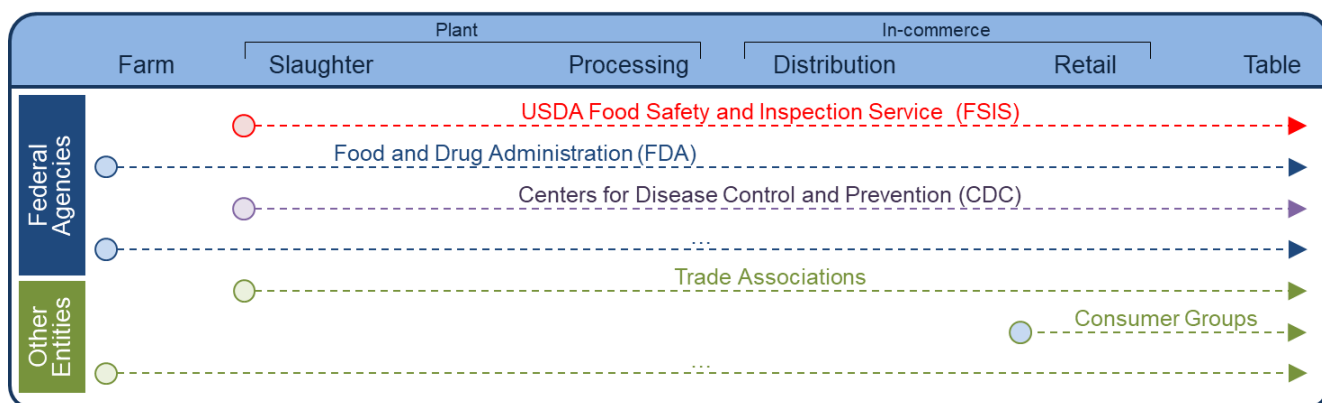 Plant
In-commerce
Farm
Slaughter
Processing
Distribution
Retail
Table
Federal
Agencies
USDA Food Safety and Inspection Service (FSIS)
Food and Drug Administration (FDA)
Centers for Disease Control and Prevention (CDC)
...
Other
Entities
Trade Associations
Consumer Groups
...